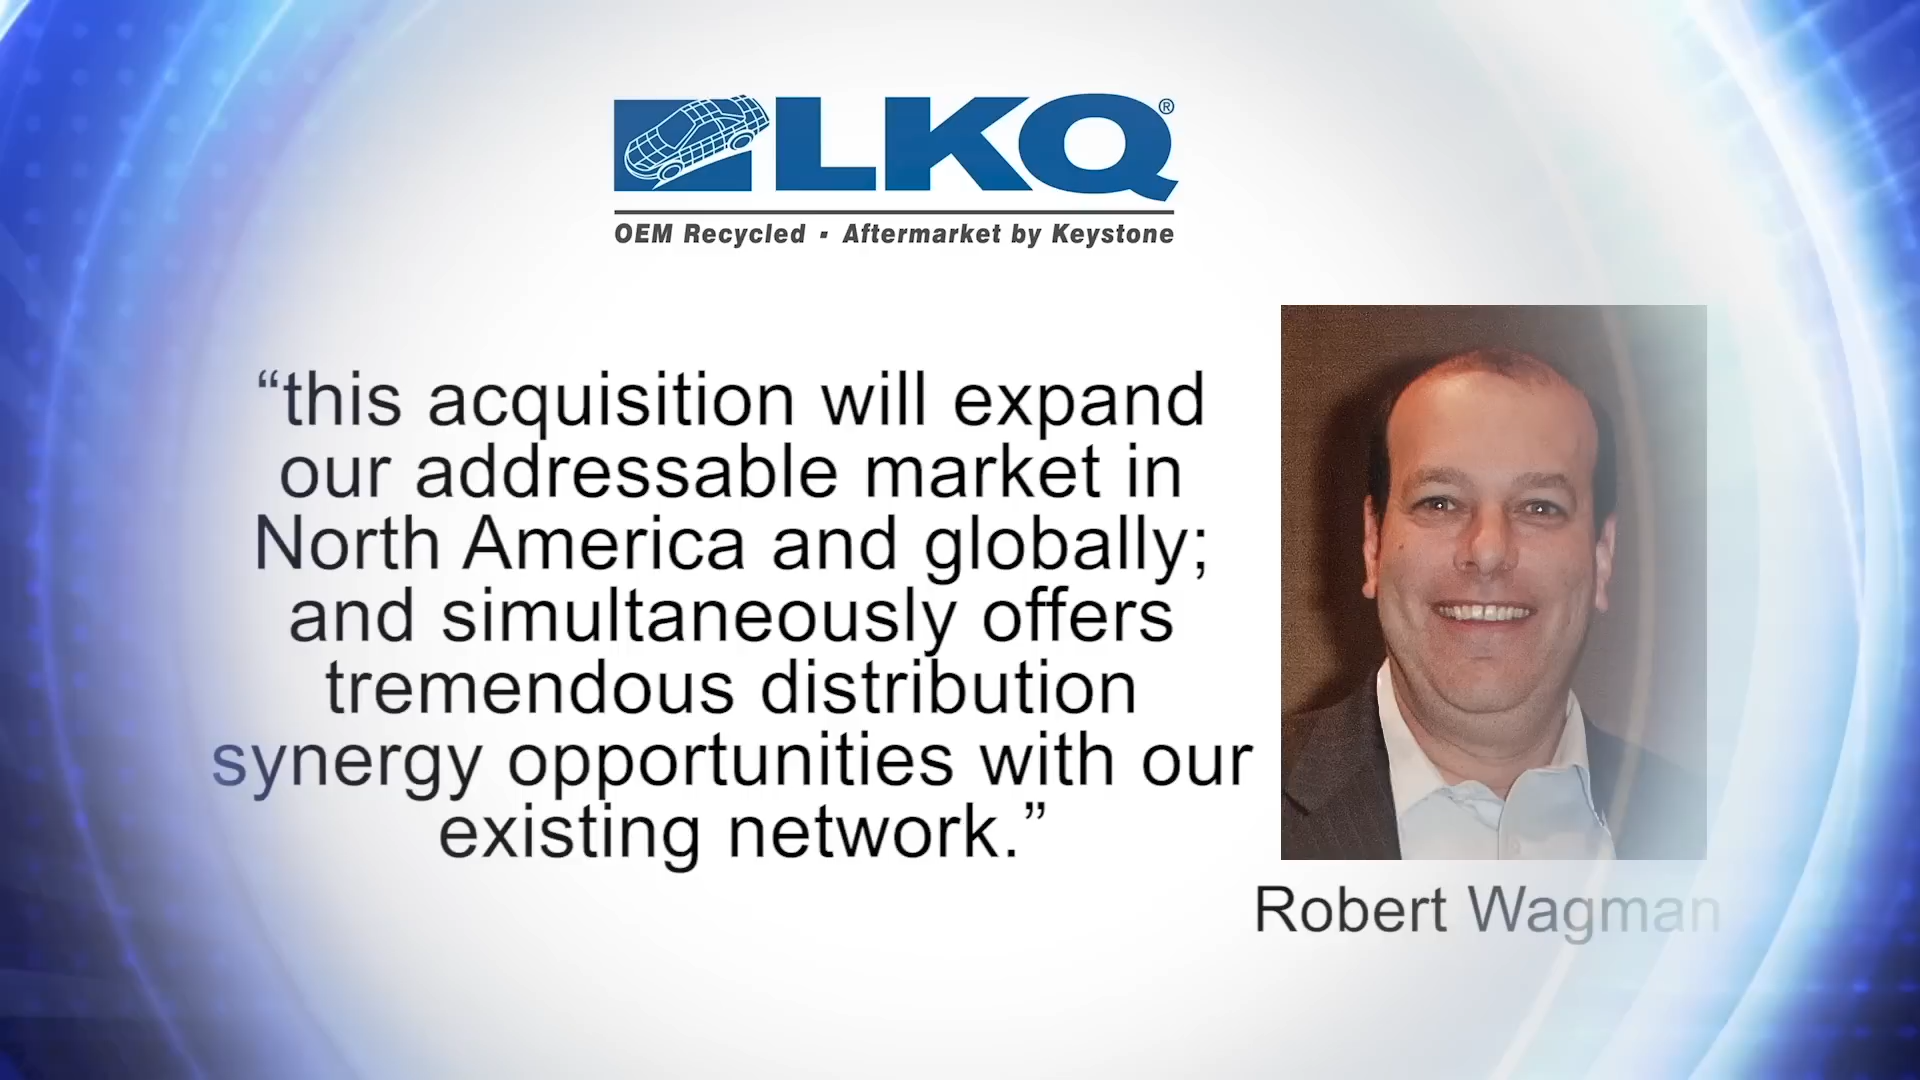 LKQ®
OEM Recycled ▪ Aftermarket by Keystone
“this acquisition will expand
our addressable market in
North America and globally;
and simultaneously offers
tremendous distribution
synergy opportunities with our
existing network.”
Robert Wagman